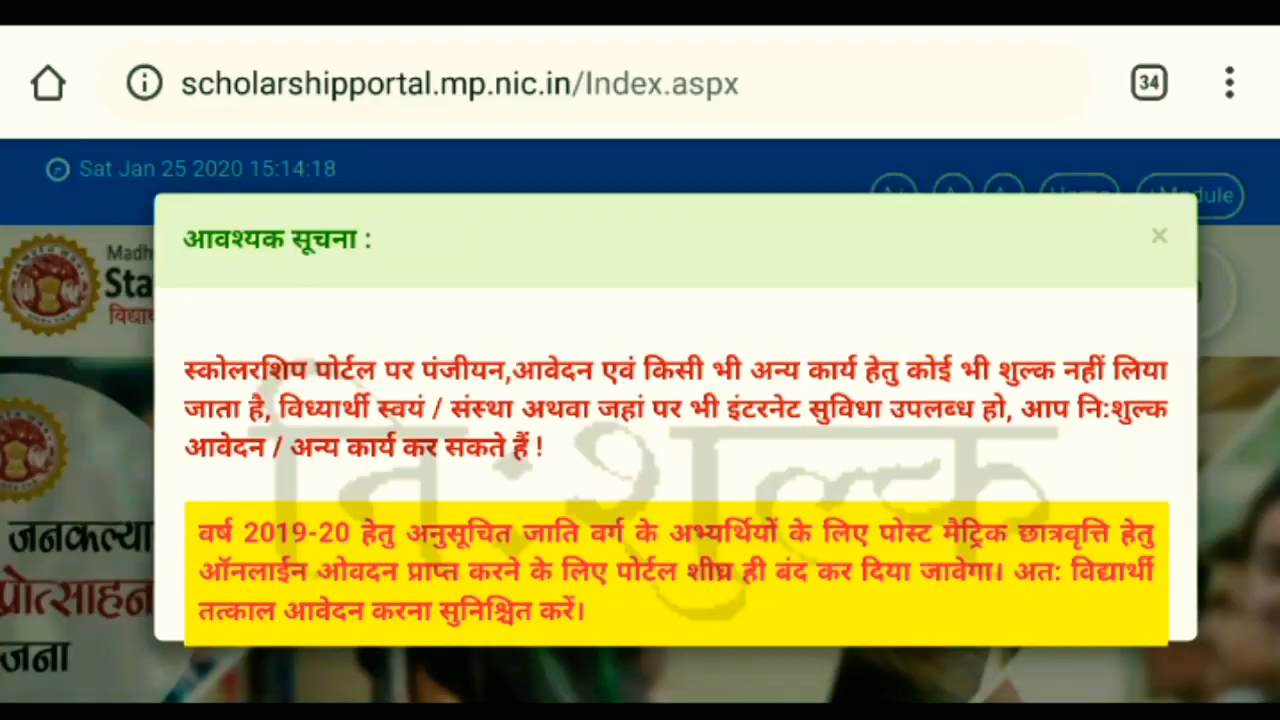 scholarshipportal.mp.nic.in/Index.aspx
34
Sat Jan 25 2020 15:14:18
आवश्यक सूचना :
×
Madh
Sta
स्कोलरशिप पोर्टल पर पंजीयन,आवेदन एवं किसी भी अन्य कार्य हेतु कोई भी शुल्क नहीं लिया
जाता है, विध्यार्थी स्वयं / संस्था अथवा जहां पर भी इंटरनेट सुविधा उपलब्ध हो, आप नि:शुल्क
आवेदन / अन्य कार्य कर सकते हैं !
नि:शुल्क
वर्ष 2019-20 हेतु अनुसूचित जाति वर्ग के अभ्यर्थियों के लिए पोस्ट मैट्रिक छात्रवृत्ति हेतु
ऑनलाईन ओवदन प्राप्त करने के लिए पोर्टल शीघ्र ही बंद कर दिया जावेगा। अत: विद्यार्थी
तत्काल आवेदन करना सुनिश्चित करें।
जनकल्या
प्रोत्साहन
जना